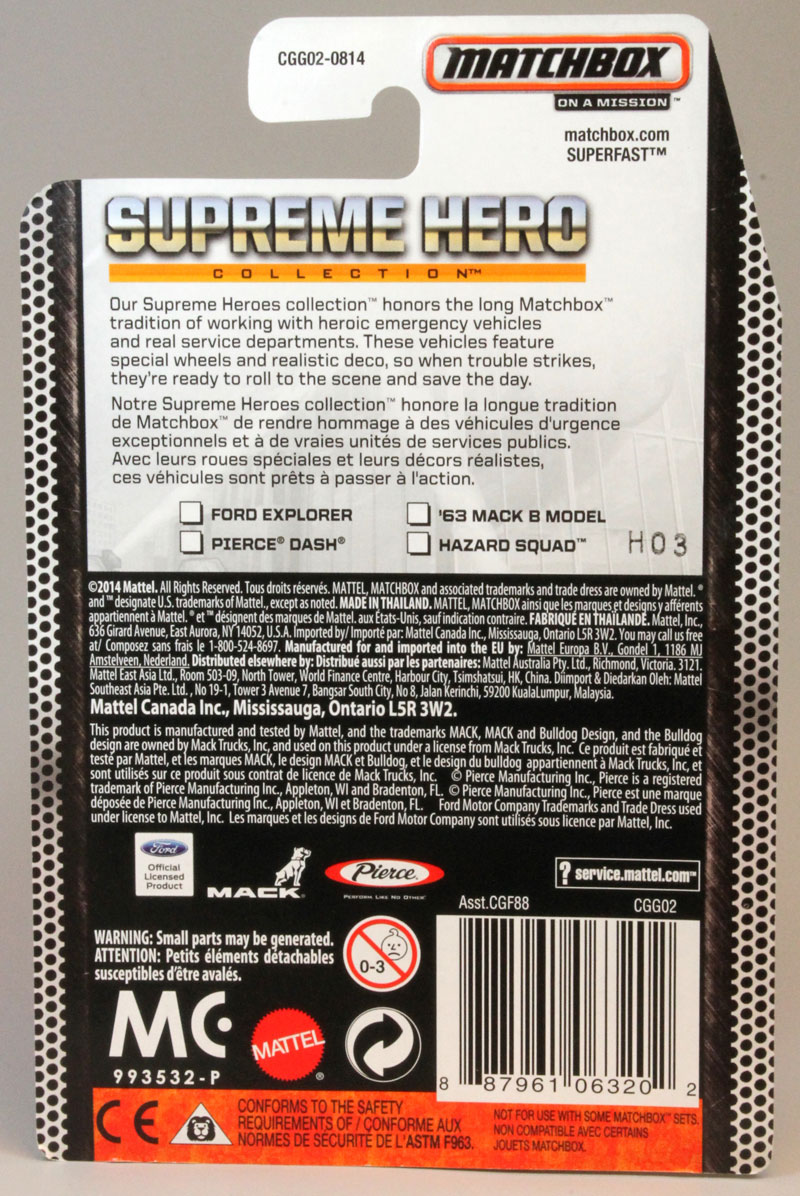 CGG02-0814
MATCHBOX
ON A MISSION™
matchbox.com
SUPERFAST™
SUPREME HERO
COLLECTION™
Our Supreme Heroes collection™ honors the long Matchbox™
tradition of working with heroic emergency vehicles
and real service departments. These vehicles feature
special wheels and realistic deco, so when trouble strikes,
they're ready to roll to the scene and save the day.
Notre Supreme Heroes collection™ honore la longue tradition
de Matchbox™ de rendre hommage à des véhicules d'urgence
exceptionnels et à de vraies unités de services publics.
Avec leurs roues spéciales et leurs décors réalistes,
ces véhicules sont prêts à passer à l'action.
FORD EXPLORER
'63 MACK B MODEL
PIERCE® DASH®
HAZARD SQUAD™
H03
©2014 Mattel. All Rights Reserved. Tous droits réservés. MATTEL, MATCHBOX and associated trademarks and trade dress are owned by Mattel. ®
and ™ designate U.S. trademarks of Mattel., except as noted. MADE IN THAILAND. MATTEL, MATCHBOX ainsi que les marques et designs y afférents
appartiennent à Mattel. ® et ™ désignent des marques de Mattel. aux États-Unis, sauf indication contraire. FABRIQUÉ EN THAÏLANDE. Mattel, Inc.,
636 Girard Avenue, East Aurora, NY 14052, U.S.A. Imported by/ Importé par: Mattel Canada Inc., Mississauga, Ontario L5R 3W2. You may call us free
at/ Composez sans frais le 1-800-524-8697. Manufactured for and imported into the EU by: Mattel Europa B.V., Gondel 1, 1186 MJ
Amstelveen, Nederland. Distributed elsewhere by: Distribué aussi par les partenaires: Mattel Australia Pty. Ltd., Richmond, Victoria. 3121.
Mattel East Asia Ltd., Room 503-09, North Tower, World Finance Centre, Harbour City, Tsimshatsui, HK, China. Diimport & Diedarkan Oleh: Mattel
Southeast Asia Pte. Ltd., No 19-1, Tower 3 Avenue 7, Bangsar South City, No 8, Jalan Kerinchi, 59200 KualaLumpur, Malaysia.
Mattel Canada Inc., Mississauga, Ontario L5R 3W2.
This product is manufactured and tested by Mattel, and the trademarks MACK, MACK and Bulldog Design, and the Bulldog
design are owned by Mack Trucks, Inc, and used on this product under a license from Mack Trucks, Inc. Ce produit est fabriqué et
testé par Mattel, et les marques MACK, le design MACK et Bulldog, et le design du bulldog appartiennent à Mack Trucks, Inc, et
sont utilisés sur ce produit sous contrat de licence de Mack Trucks, Inc. © Pierce Manufacturing Inc., Pierce is a registered
trademark of Pierce Manufacturing Inc., Appleton, WI and Bradenton, FL. © Pierce Manufacturing Inc., Pierce est une marque
déposée de Pierce Manufacturing Inc., Appleton, WI et Bradenton, FL. Ford Motor Company Trademarks and Trade Dress used
under license to Mattel, Inc. Les marques et les designs de Ford Motor Company sont utilisés sous licence par Mattel, Inc.
Ford
Official
Licensed
Product
MACK
Pierce
PERFORM. LIKE NO OTHER.
? service.mattel.com™
Asst.CGF88
CGG02
WARNING: Small parts may be generated.
ATTENTION: Petits éléments détachables
susceptibles d'être avalés.
0-3
MC
993532-P
MATTEL®
8 87961 06320 2
CE
CONFORMS TO THE SAFETY
REQUIREMENTS OF / CONFORME AUX
NORMES DE SÉCURITÉ DE L'ASTM F963.
NOT FOR USE WITH SOME MATCHBOX™ SETS.
NON COMPATIBLE AVEC CERTAINS
JOUETS MATCHBOX.